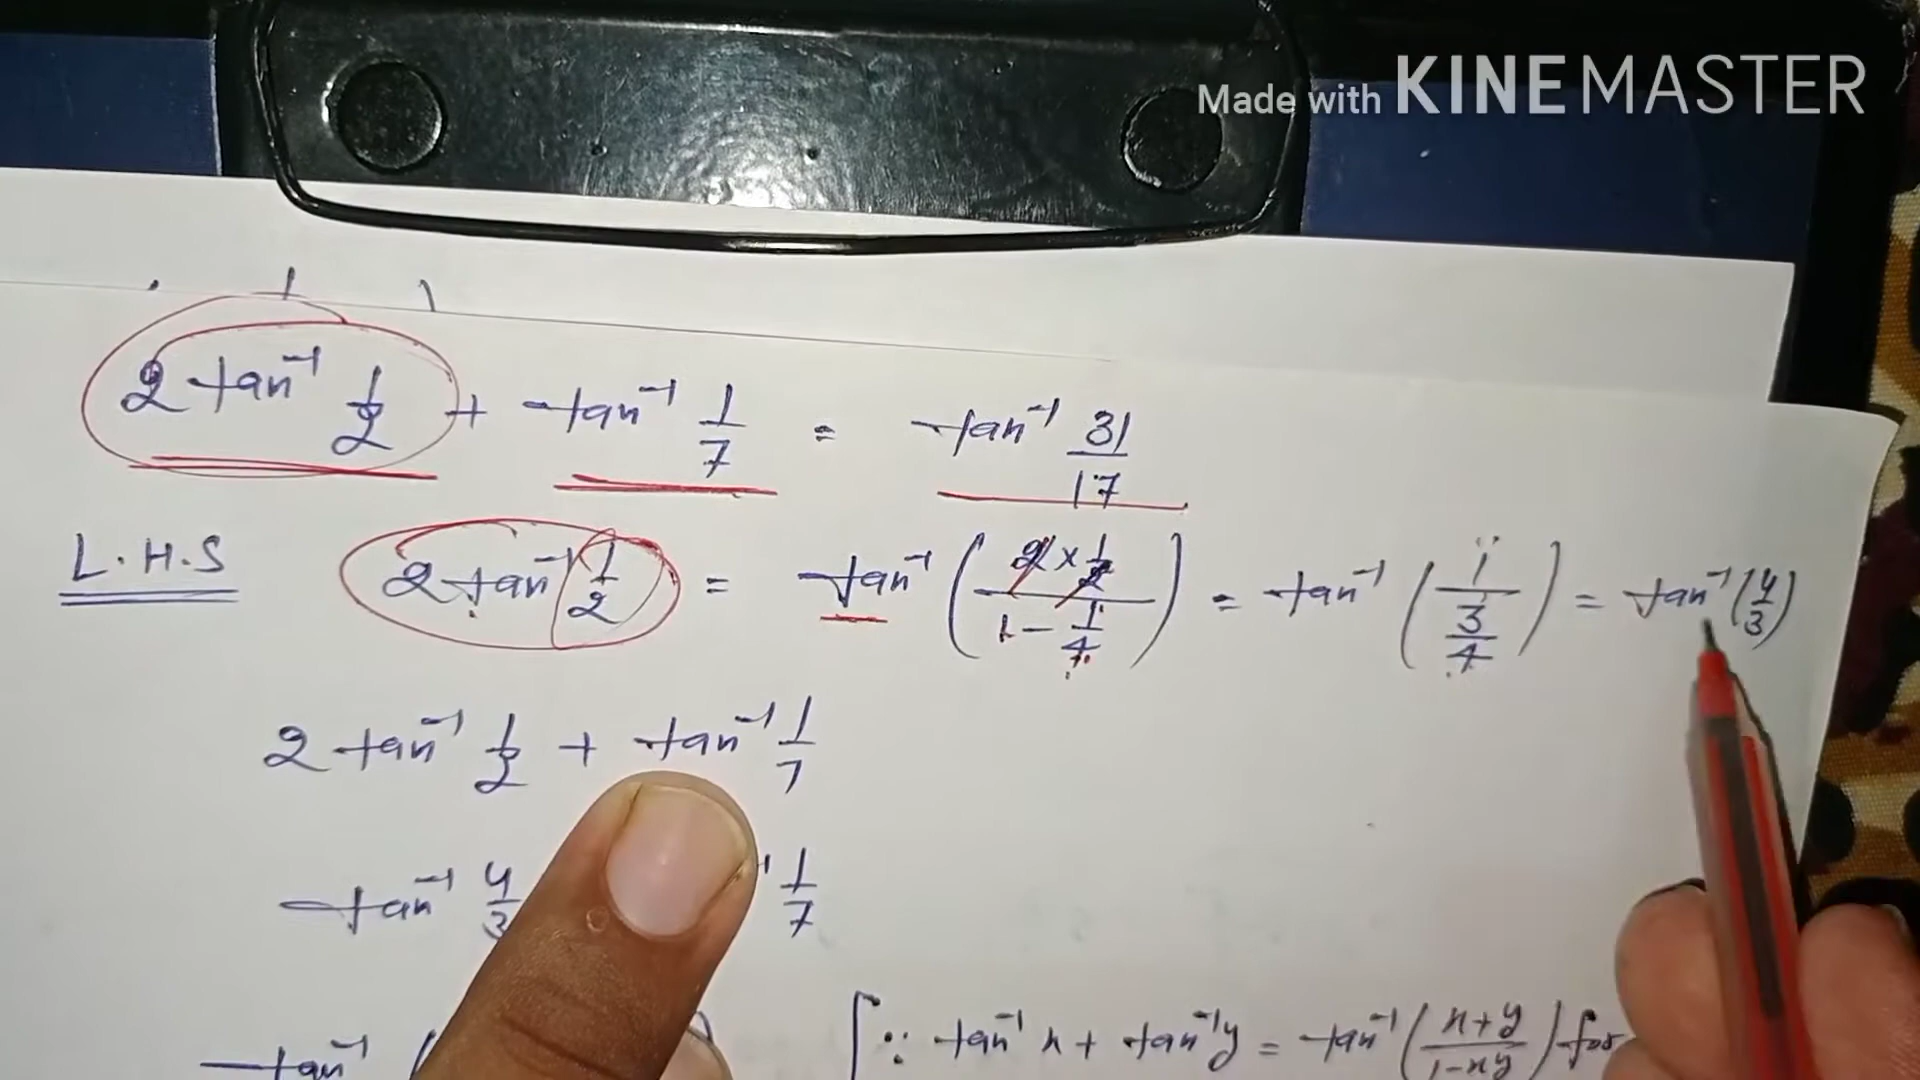 Made with KINEMASTER
2 tan⁻¹ 1/2 + tan⁻¹ 1/7 = tan⁻¹ 31/17
L.H.S 2 tan⁻¹ 1/2 = tan⁻¹ ( (2 × 1/2) / (1 − 1/4) ) = tan⁻¹ ( 1 / (3/4) ) = tan⁻¹ (4/3)
2 tan⁻¹ 1/2 + tan⁻¹ 1/7
tan⁻¹ 4/3 ⁻¹ 1/7
tan⁻¹ ( ) [∵ tan⁻¹ x + tan⁻¹ y = tan⁻¹ ( (x+y) / (1−xy) ) for